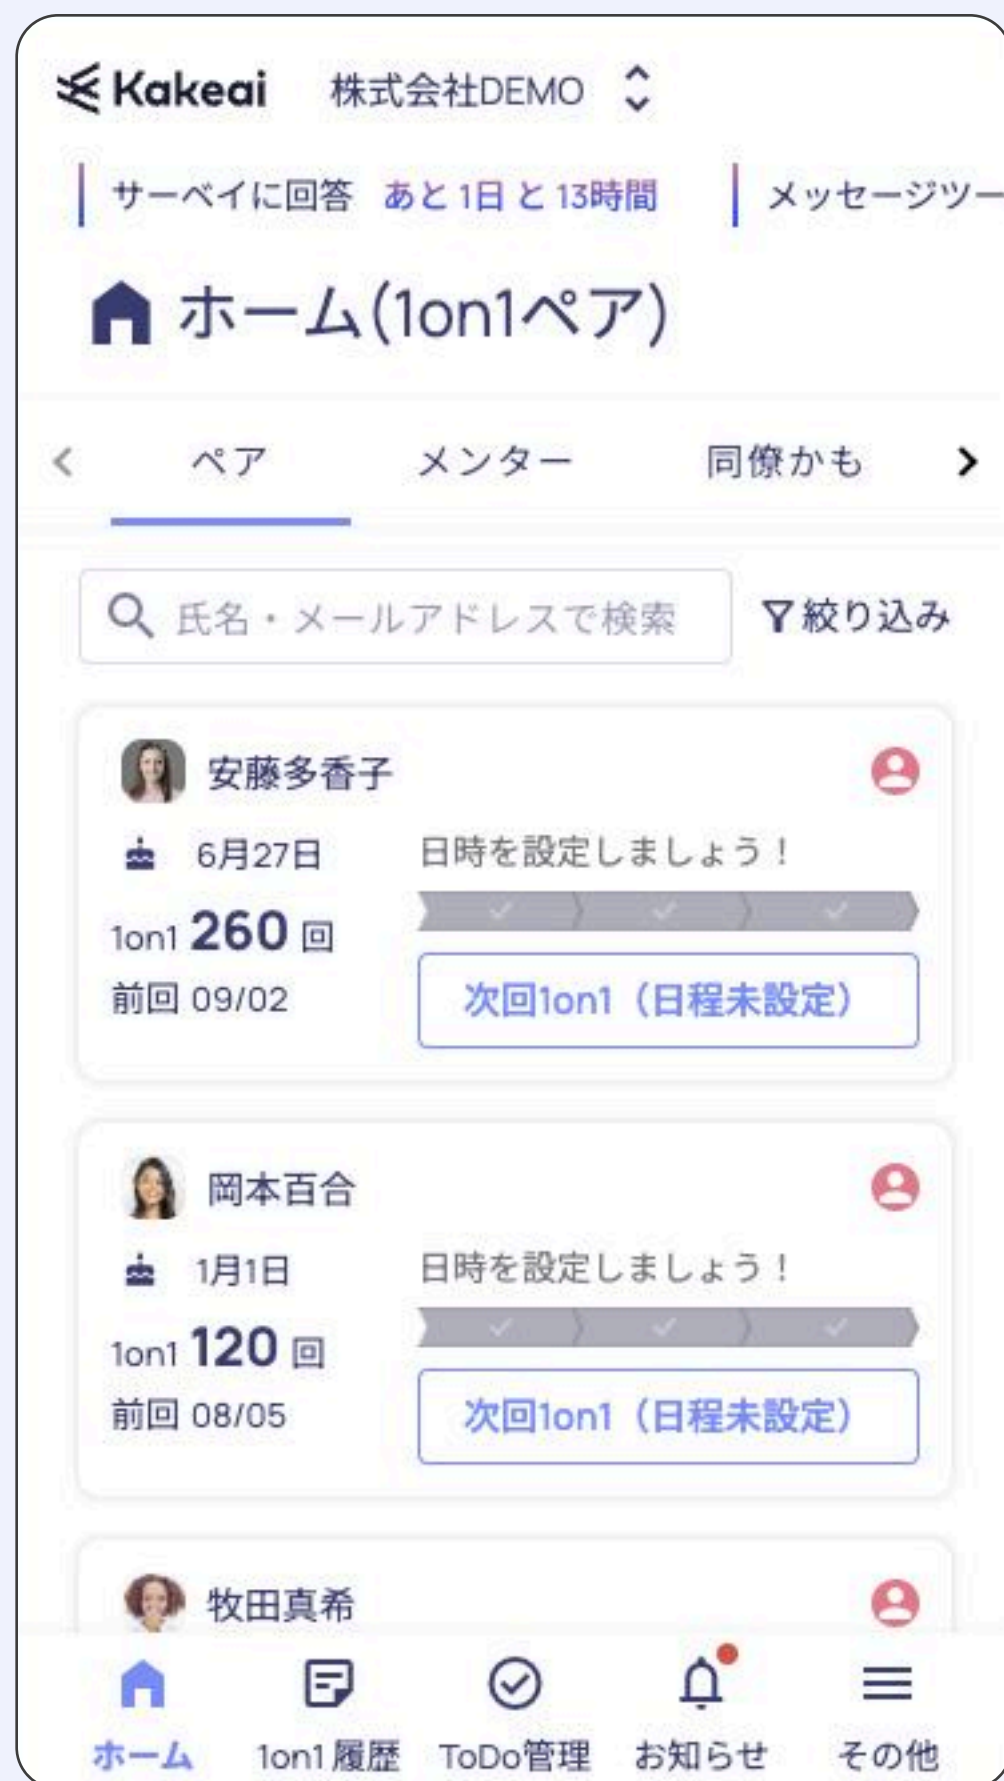 Kakeai 株式会社DEMO
サーベイに回答 あと 1日 と 13時間 メッセージツー
ホーム(1on1ペア)
ペア メンター 同僚かも
氏名・メールアドレスで検索 絞り込み
安藤多香子
6月27日 日時を設定しましょう！
1on1 260 回
前回 09/02 次回1on1（日程未設定）
岡本百合
1月1日 日時を設定しましょう！
1on1 120 回
前回 08/05 次回1on1（日程未設定）
牧田真希
ホーム 1on1 履歴 ToDo管理 お知らせ その他